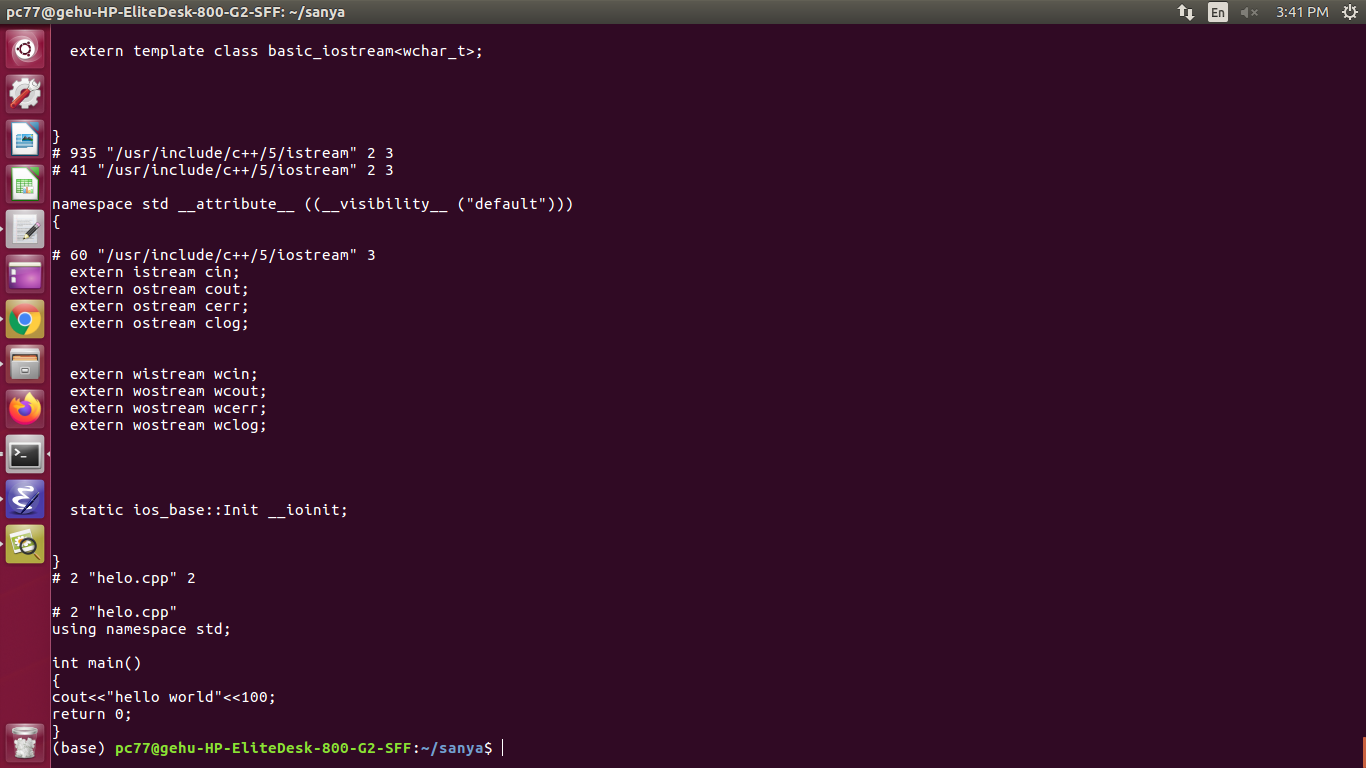 pc77@gehu-HP-EliteDesk-800-G2-SFF: ~/sanya
En
3:41 PM
extern template class basic_iostream<wchar_t>;
}
# 935 "/usr/include/c++/5/istream" 2 3
# 41 "/usr/include/c++/5/iostream" 2 3
namespace std __attribute__ ((__visibility__ ("default")))
{
# 60 "/usr/include/c++/5/iostream" 3
extern istream cin;
extern ostream cout;
extern ostream cerr;
extern ostream clog;
extern wistream wcin;
extern wostream wcout;
extern wostream wcerr;
extern wostream wclog;
static ios_base::Init __ioinit;
}
# 2 "helo.cpp" 2
# 2 "helo.cpp"
using namespace std;
int main()
{
cout<<"hello world"<<100;
return 0;
}
(base) pc77@gehu-HP-EliteDesk-800-G2-SFF:~/sanya$